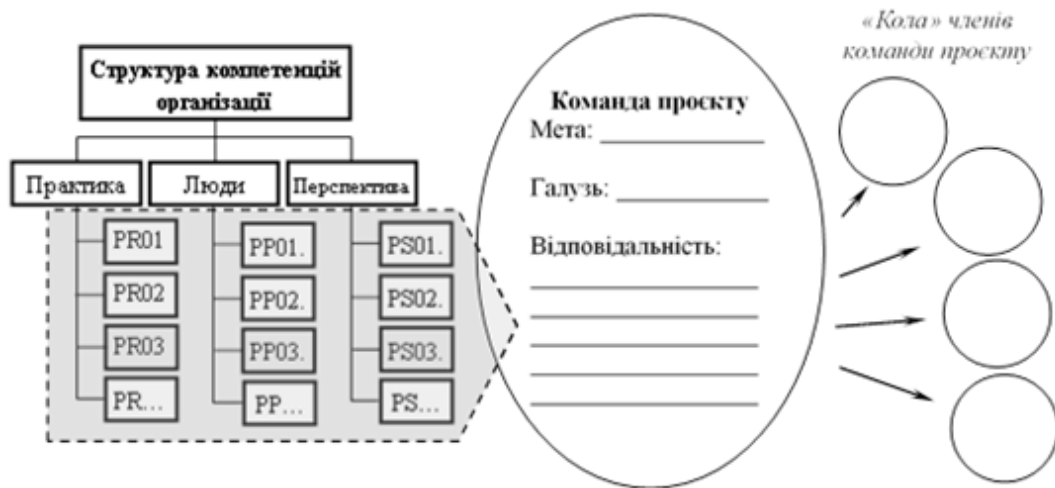 Структура компетенцій
організації
Практика
Люди
Перспектива
PR01
PR02
PR03
PR...
PP01.
PP02.
PP03.
PP...
PS01.
PS02.
PS03.
PS...
Команда проєкту
Мета:
Галузь:
Відповідальність:
«Кола» членів
команди проєкту